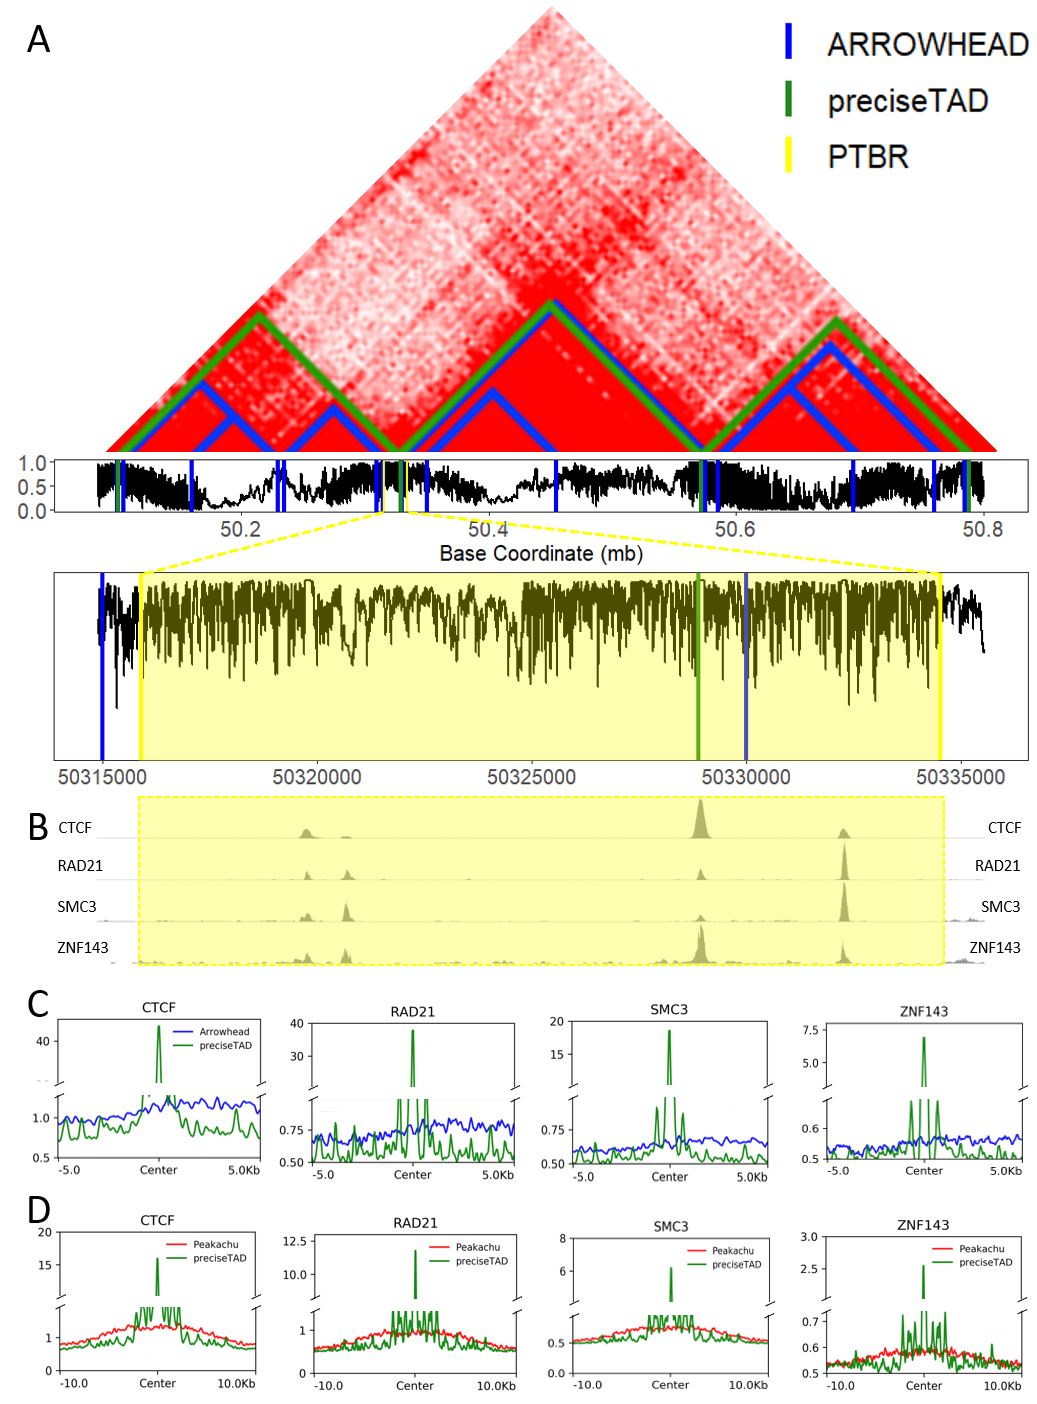 A
ARROWHEAD
preciseTAD
PTBR
1.0
0.5
0.0
50.2 50.4 50.6 50.8
Base Coordinate (mb)
50315000 50320000 50325000 50330000 50335000
B
CTCF CTCF
RAD21 RAD21
SMC3 SMC3
ZNF143 ZNF143
C
CTCF RAD21 SMC3 ZNF143
Arrowhead
preciseTAD
40
1.0
0.5
-5.0 Center 5.0Kb
40
30
0.75
0.50
-5.0 Center 5.0Kb
20
15
0.75
0.50
-5.0 Center 5.0Kb
7.5
5.0
0.6
0.5
-5.0 Center 5.0Kb
D
CTCF RAD21 SMC3 ZNF143
20
15
1
0
Peakachu
preciseTAD
-10.0 Center 10.0Kb
12.5
10.0
1
0
Peakachu
preciseTAD
-10.0 Center 10.0Kb
8
6
0.5
0.0
Peakachu
preciseTAD
-10.0 Center 10.0Kb
3.0
2.5
0.7
0.6
0.5
Peakachu
preciseTAD
-10.0 Center 10.0Kb